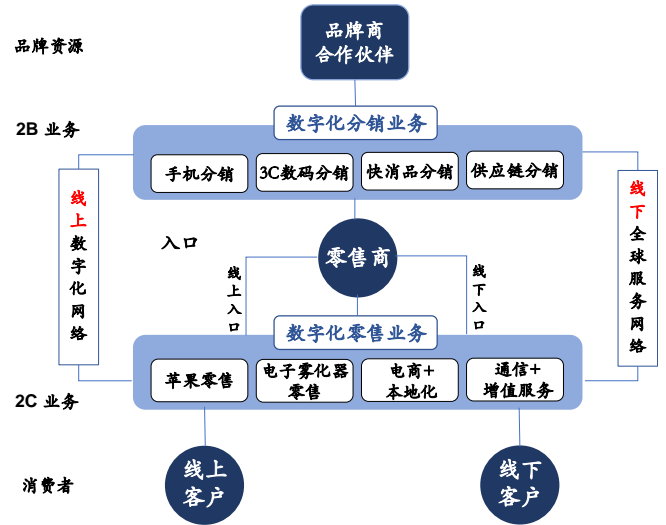 品牌资源
品牌商
合作伙伴
2B 业务
数字化分销业务
手机分销
3C数码分销
快消品分销
供应链分销
线上数字化网络
线下全球服务网络
入口
零售商
线上入口
线下入口
数字化零售业务
苹果零售
电子雾化器
零售
电商+
本地化
通信+
增值服务
2C 业务
消费者
线上
客户
线下
客户